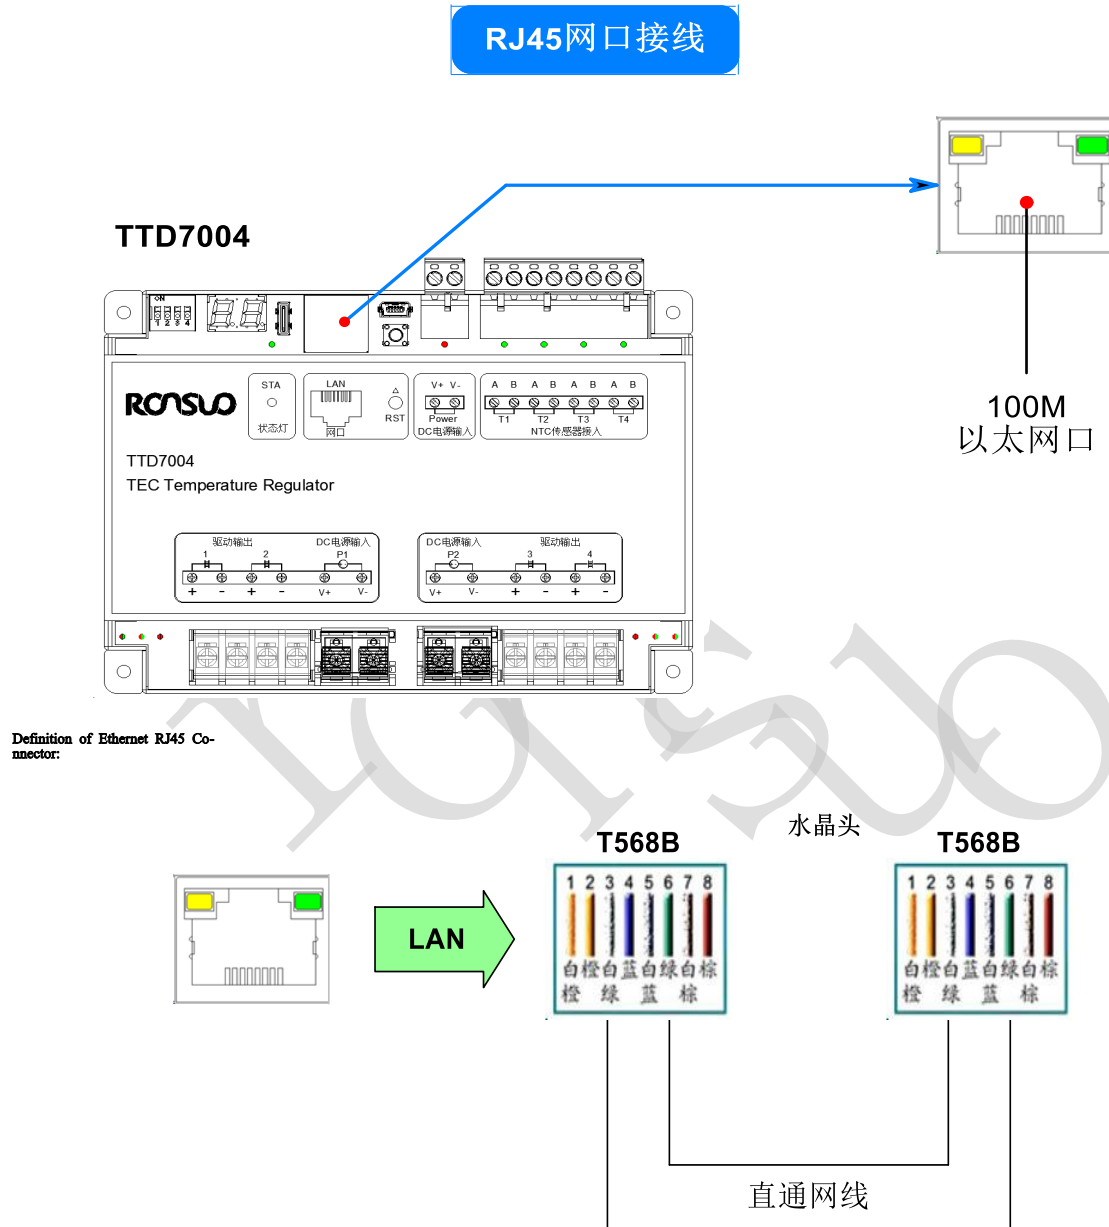 RJ45网口接线
TTD7004
100M
以太网口
ON
1 2 3 4
RONSUO
STA
状态灯
LAN
网口
RST
V+ V-
Power
DC电源输入
A B A B A B A B
T1 T2 T3 T4
NTC传感器接入
TTD7004
TEC Temperature Regulator
驱动输出 DC电源输入
1 2 P1
+ - + - V+ V-
DC电源输入 驱动输出
P2 3 4
V+ V- + - + -
Definition of Ethernet RJ45 Co-
nnector:
水晶头
T568B
T568B
LAN
1 2 3 4 5 6 7 8
白橙白蓝白绿白棕
橙 绿 蓝 棕
1 2 3 4 5 6 7 8
白橙白蓝白绿白棕
橙 绿 蓝 棕
直通网线